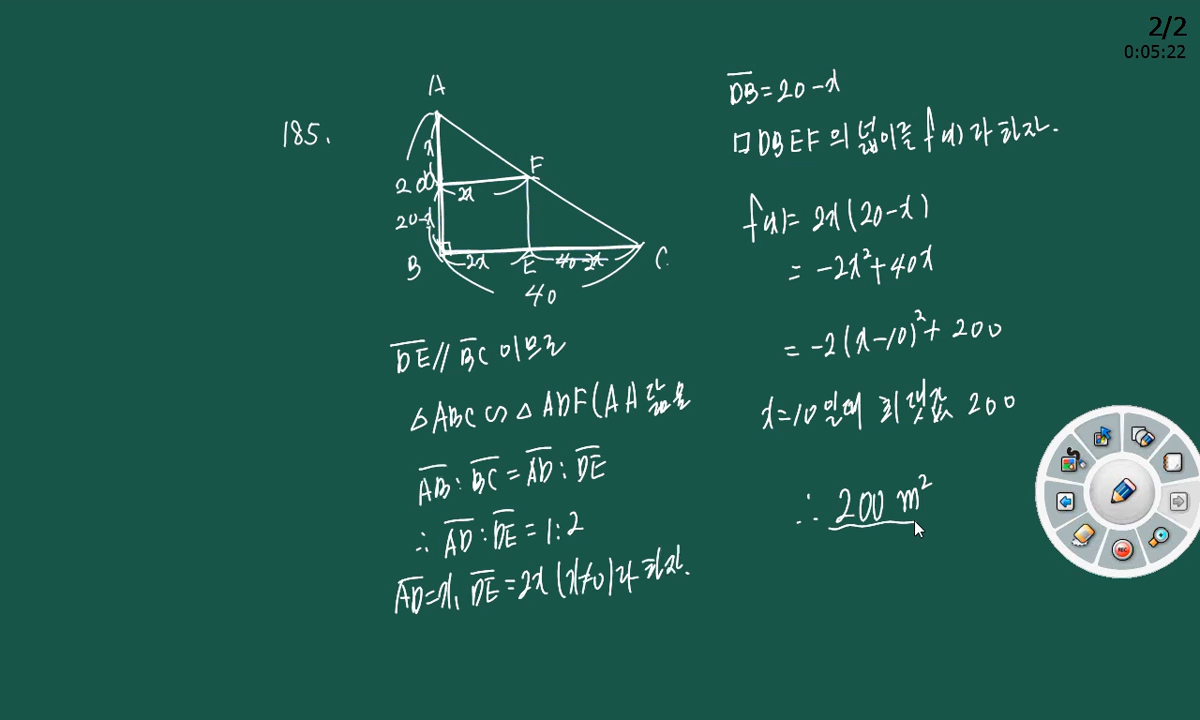 2/2
0:05:22
185.
A
x
20
D
F
2x
20-x
B
2x
E
40-2x
C
40
DE // BC 이므로
△ABC ∽ △ADF (AA 닮음
AB : BC = AD : DE
∴ AD : DE = 1:2
AD=x, DE=2x (x≠0)라 하자.
DB=20-x
□DBEF의 넓이를 f(x)라 하자.
f(x)= 2x(20-x)
= -2x²+40x
= -2(x-10)²+200
x=10일때 최댓값 200
∴ 200 m²
REC